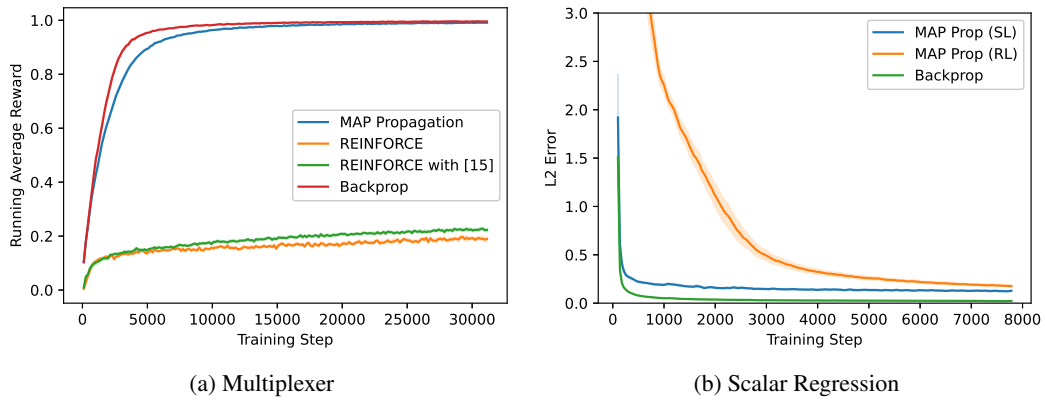 1.0
0.8
0.6
0.4
0.2
0.0
Running Average Reward
MAP Propagation
REINFORCE
REINFORCE with [15]
Backprop
0 5000 10000 15000 20000 25000 30000
Training Step
(a) Multiplexer
3.0
2.5
2.0
1.5
1.0
0.5
0.0
L2 Error
MAP Prop (SL)
MAP Prop (RL)
Backprop
0 1000 2000 3000 4000 5000 6000 7000 8000
Training Step
(b) Scalar Regression